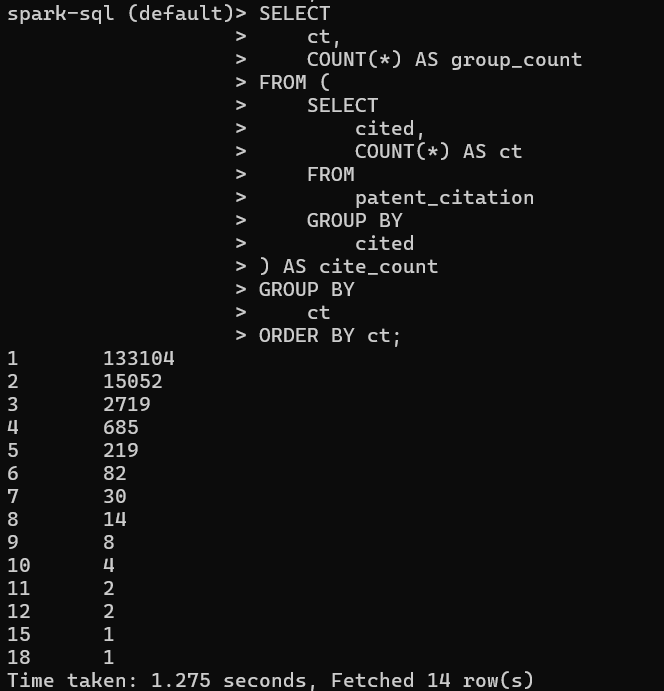 spark-sql (default)> SELECT
                   >     ct,
                   >     COUNT(*) AS group_count
                   > FROM (
                   >     SELECT
                   >         cited,
                   >         COUNT(*) AS ct
                   >     FROM
                   >         patent_citation
                   >     GROUP BY
                   >         cited
                   > ) AS cite_count
                   > GROUP BY
                   >     ct
                   > ORDER BY ct;
1       133104
2       15052
3       2719
4       685
5       219
6       82
7       30
8       14
9       8
10      4
11      2
12      2
15      1
18      1
Time taken: 1.275 seconds, Fetched 14 row(s)